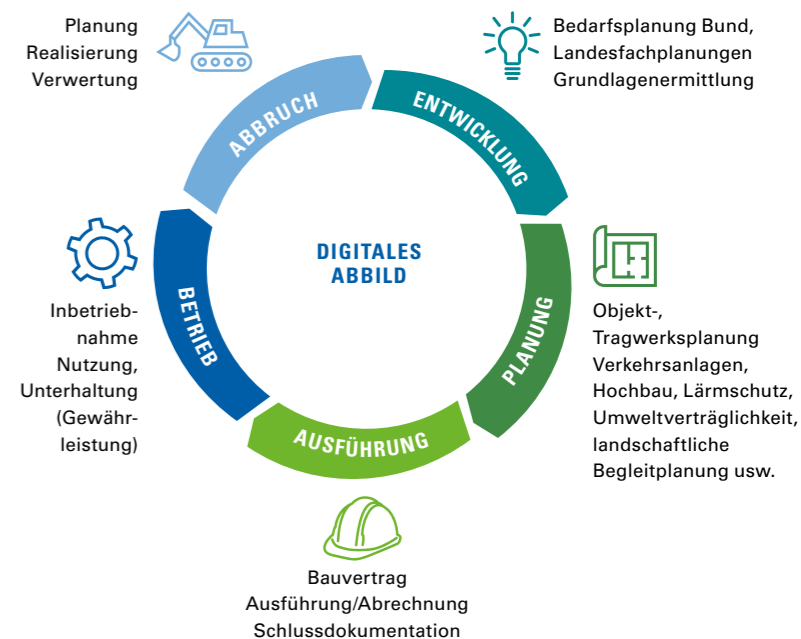 Planung
Realisierung
Verwertung
Bedarfsplanung Bund,
Landesfachplanungen
Grundlagenermittlung
ABBRUCH
ENTWICKLUNG
DIGITALES
ABBILD
BETRIEB
PLANUNG
AUSFÜHRUNG
Inbetrieb-
nahme
Nutzung,
Unterhaltung
(Gewähr-
leistung)
Objekt-,
Tragwerksplanung
Verkehrsanlagen,
Hochbau, Lärmschutz,
Umweltverträglichkeit,
landschaftliche
Begleitplanung usw.
Bauvertrag
Ausführung/Abrechnung
Schlussdokumentation